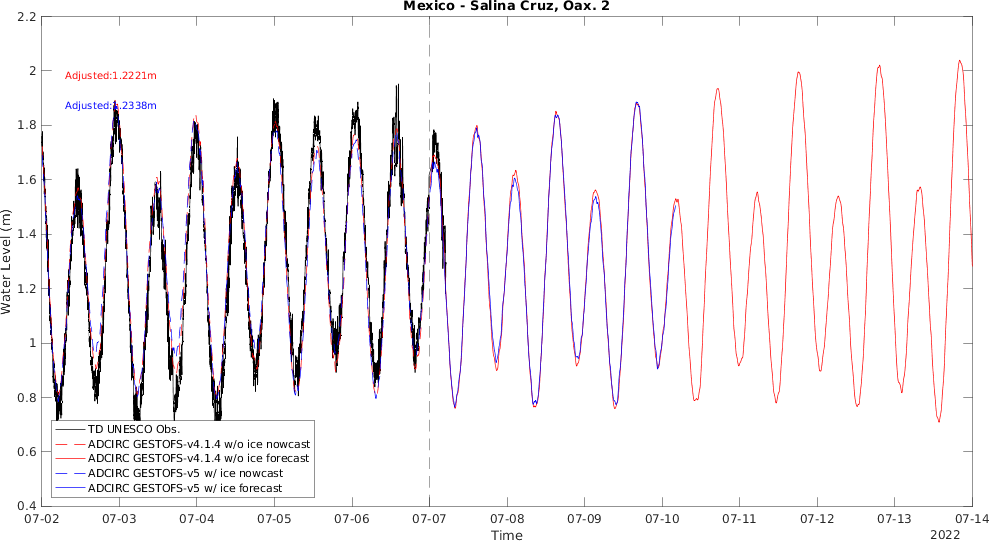 Mexico - Salina Cruz, Oax. 2
Water Level (m)
2.2
2
1.8
1.6
1.4
1.2
1
0.8
0.6
0.4
Adjusted:1.2221m
Adjusted:1.2338m
TD UNESCO Obs.
ADCIRC GESTOFS-v4.1.4 w/o ice nowcast
ADCIRC GESTOFS-v4.1.4 w/o ice forecast
ADCIRC GESTOFS-v5 w/ ice nowcast
ADCIRC GESTOFS-v5 w/ ice forecast
07-02 07-03 07-04 07-05 07-06 07-07 07-08 07-09 07-10 07-11 07-12 07-13 07-14
Time
2022